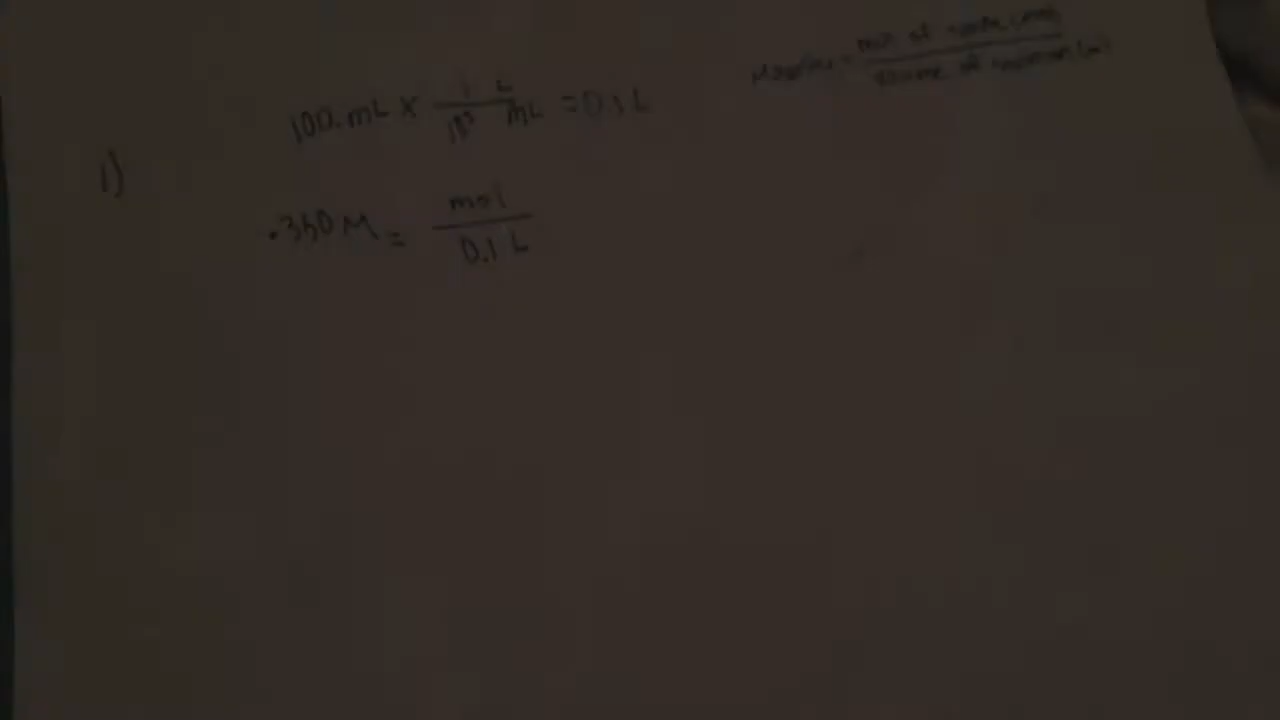 Molarity = mol of solute (mol) / volume of solution (L)
100. mL x 1 L / 10³ mL = 0.1 L
1)
.350 M = mol / 0.1 L